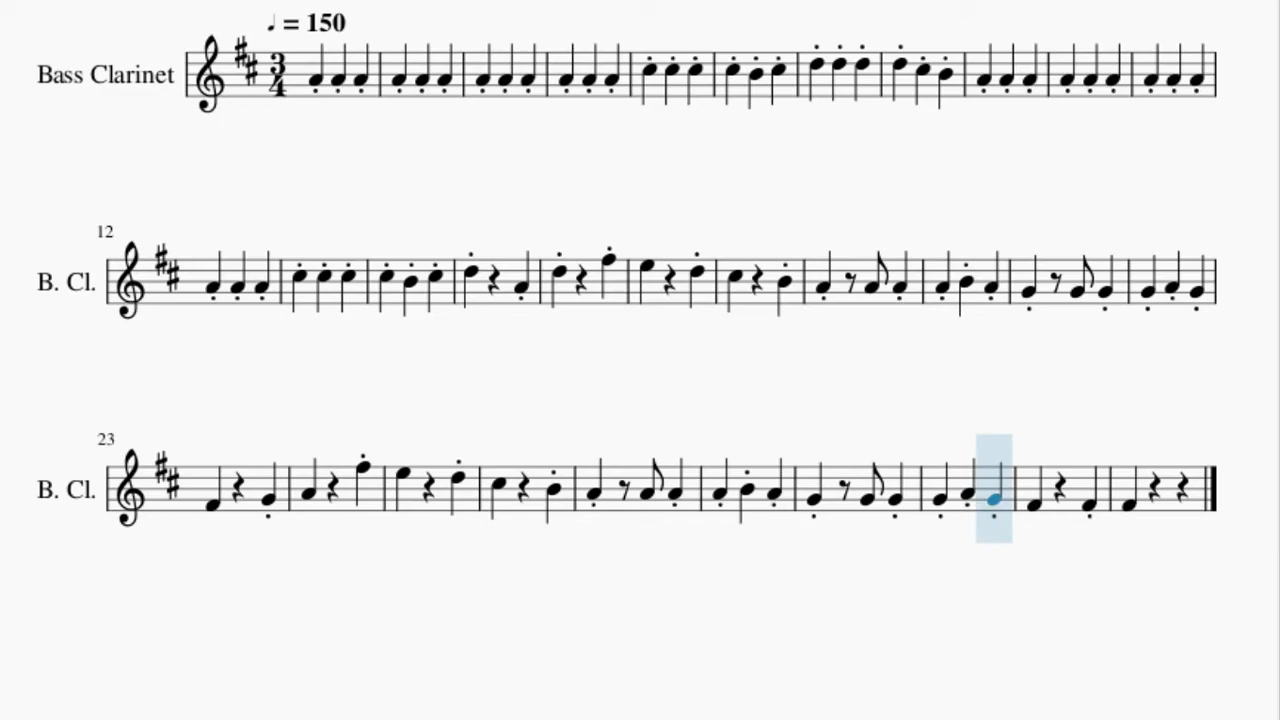 ♩ = 150
Bass Clarinet
3
4
12
B. Cl.
23
B. Cl.